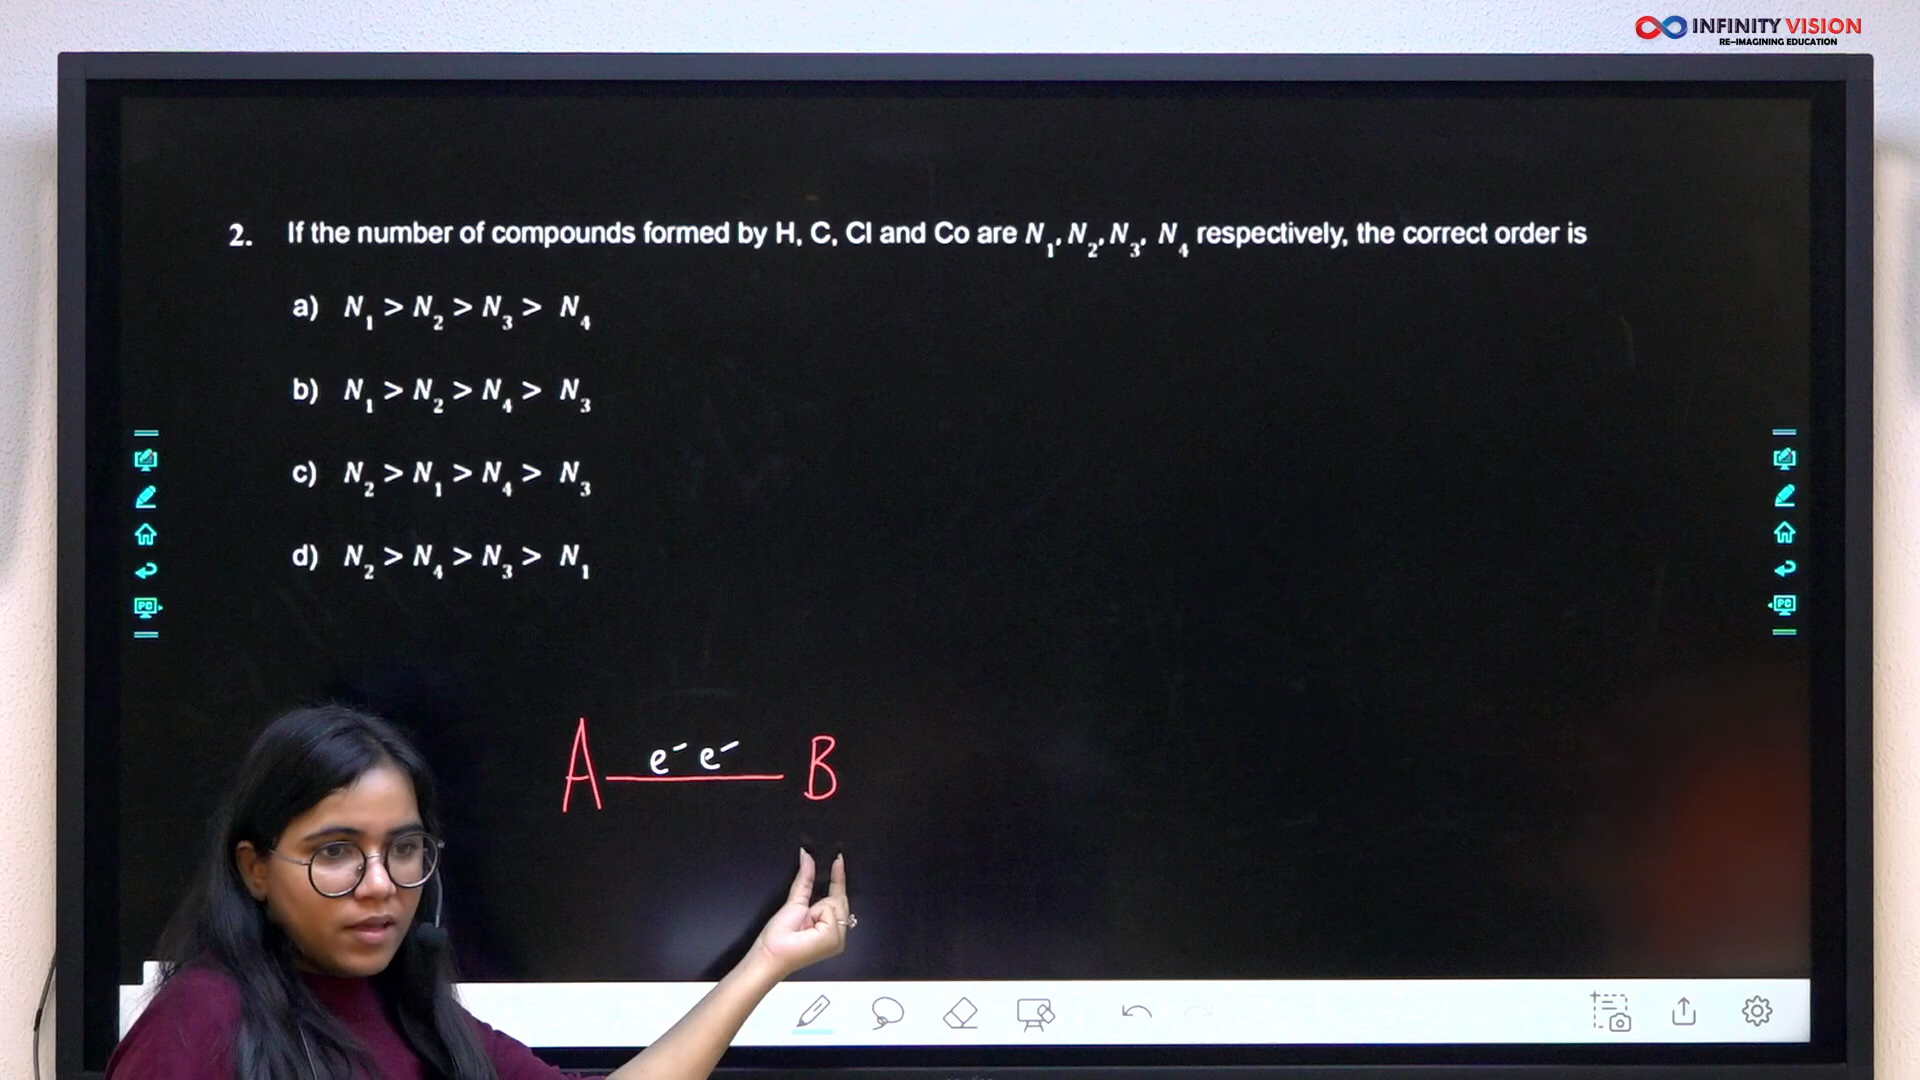 INFINITY VISION
RE-IMAGINING EDUCATION
2. If the number of compounds formed by H, C, Cl and Co are N₁, N₂, N₃, N₄ respectively, the correct order is
a) N₁ > N₂ > N₃ > N₄
b) N₁ > N₂ > N₄ > N₃
c) N₂ > N₁ > N₄ > N₃
d) N₂ > N₄ > N₃ > N₁
PC
PC
e⁻ e⁻
A B